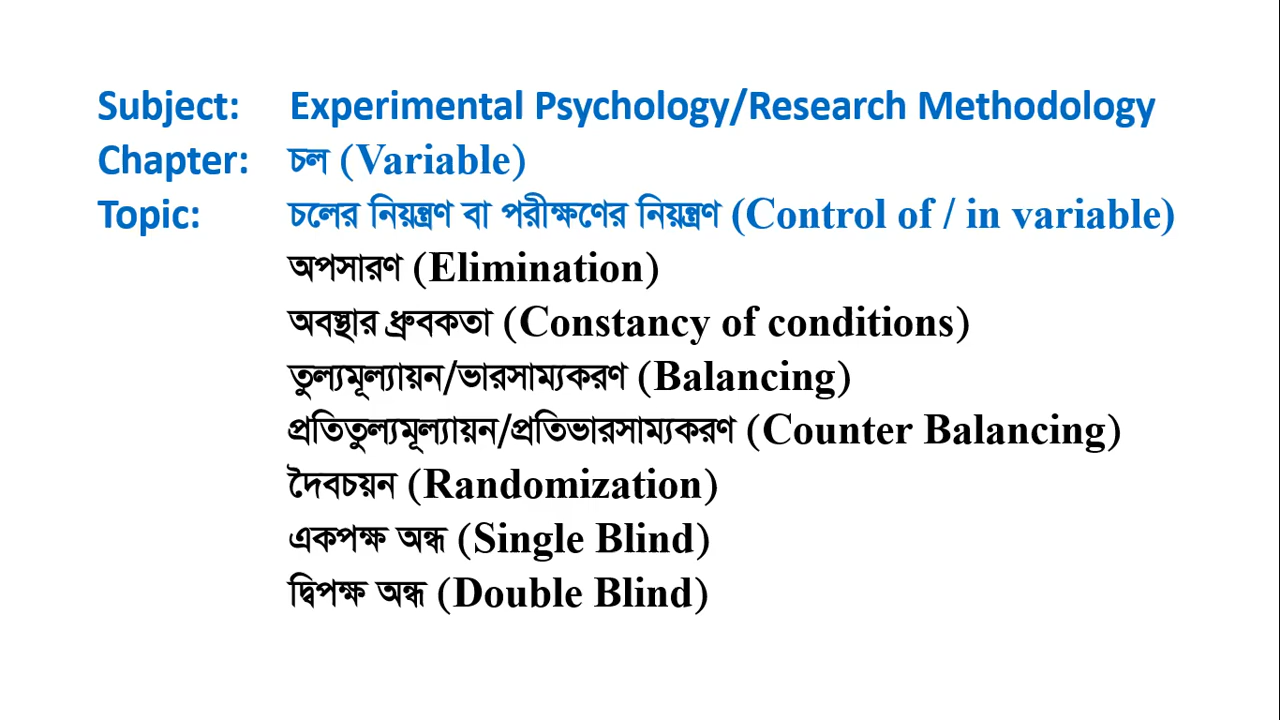 Subject: Experimental Psychology/Research Methodology
Chapter: চল (Variable)
Topic: চলের নিয়ন্ত্রণ বা পরীক্ষণের নিয়ন্ত্রণ (Control of / in variable)
অপসারণ (Elimination)
অবস্থার ধ্রুবকতা (Constancy of conditions)
তুল্যমূল্যায়ন/ভারসাম্যকরণ (Balancing)
প্রতিতুল্যমূল্যায়ন/প্রতিভারসাম্যকরণ (Counter Balancing)
দৈবচয়ন (Randomization)
একপক্ষ অন্ধ (Single Blind)
দ্বিপক্ষ অন্ধ (Double Blind)